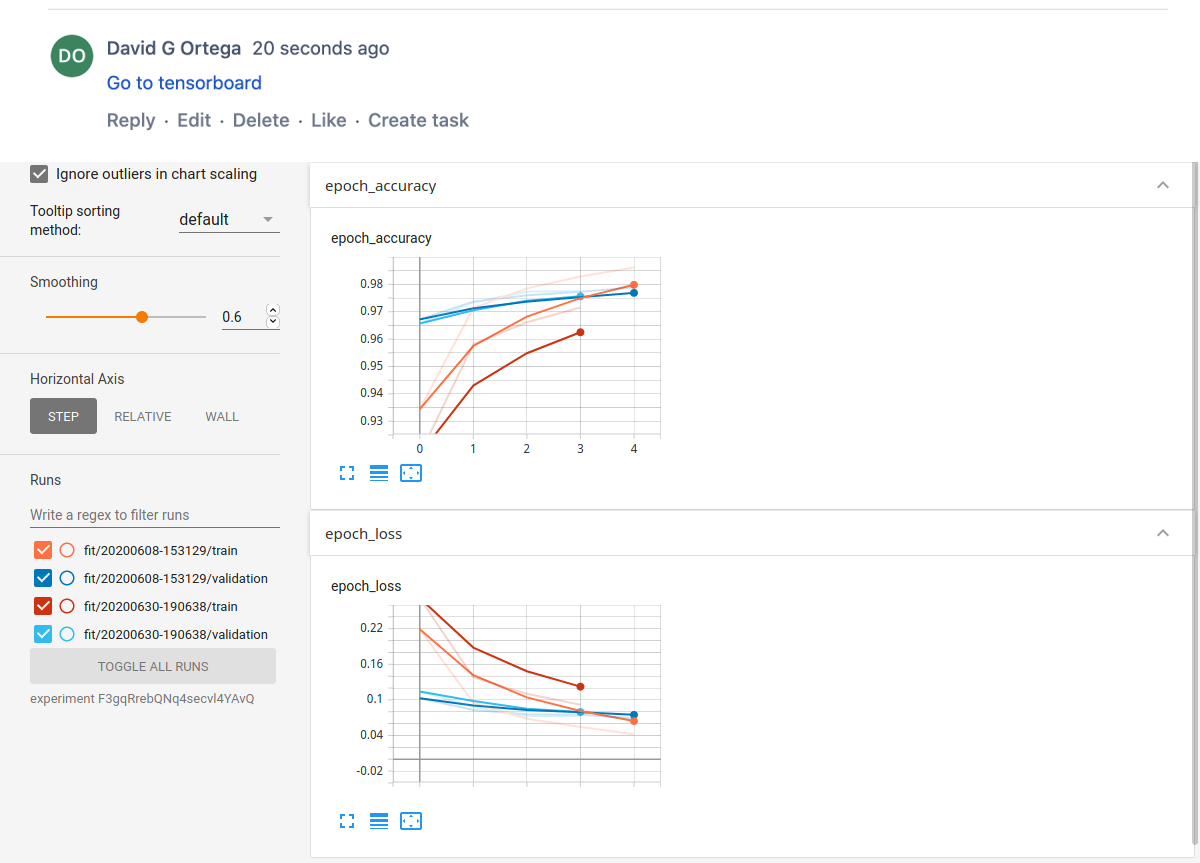 DO
David G Ortega 20 seconds ago
Go to tensorboard
Reply · Edit · Delete · Like · Create task
Ignore outliers in chart scaling
Tooltip sorting
method:
default
Smoothing
0.6
Horizontal Axis
STEP RELATIVE WALL
Runs
Write a regex to filter runs
fit/20200608-153129/train
fit/20200608-153129/validation
fit/20200630-190638/train
fit/20200630-190638/validation
TOGGLE ALL RUNS
experiment F3gqRrebQNq4secvl4YAvQ
epoch_accuracy
epoch_accuracy
0.98
0.97
0.96
0.95
0.94
0.93
0 1 2 3 4
epoch_loss
epoch_loss
0.22
0.16
0.1
0.04
-0.02